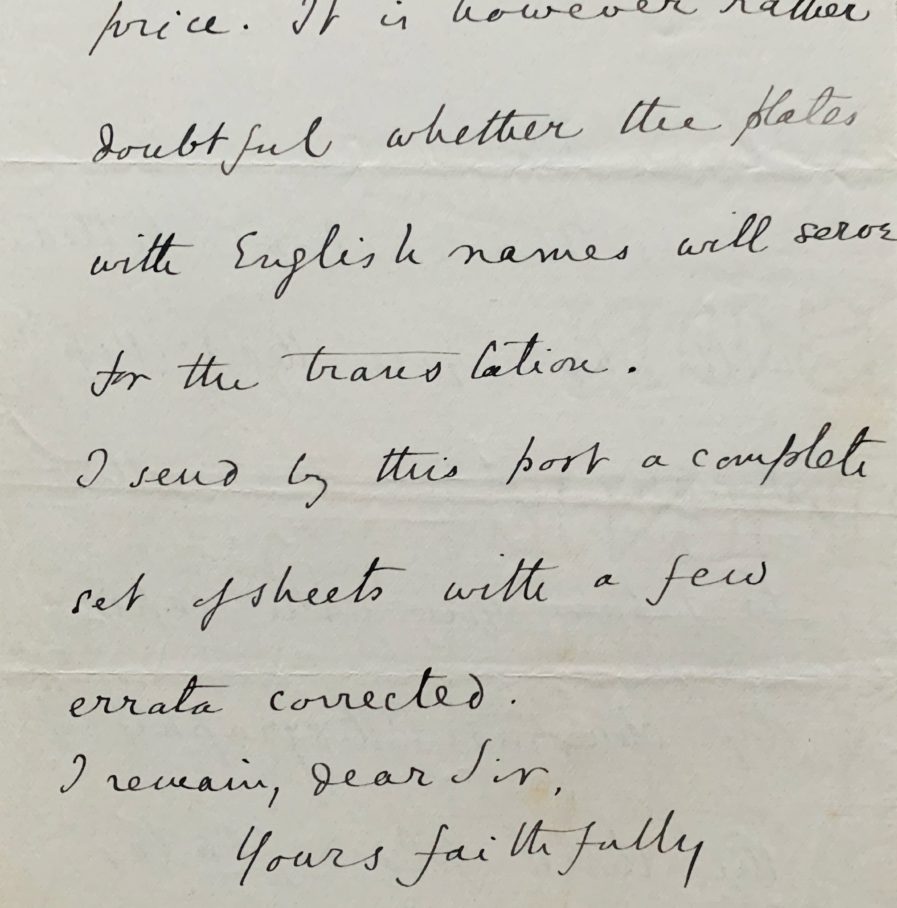 price. It is however rather
doubtful whether the plates
with English names will serve
for the translation.
I send by this post a complete
set of sheets with a few
errata corrected.
I remain, dear Sir,
Yours faithfully